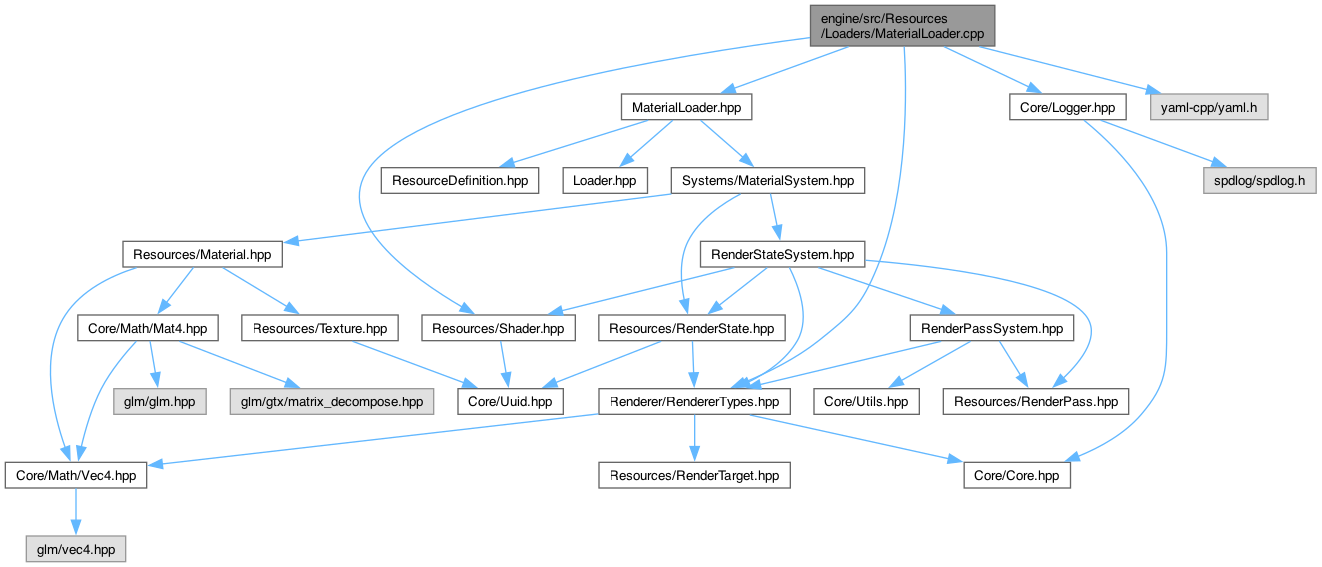 engine/src/Resources
/Loaders/MaterialLoader.cpp
MaterialLoader.hpp
Core/Logger.hpp
yaml-cpp/yaml.h
ResourceDefinition.hpp
Loader.hpp
Systems/MaterialSystem.hpp
spdlog/spdlog.h
Resources/Material.hpp
RenderStateSystem.hpp
Core/Math/Mat4.hpp
Resources/Texture.hpp
Resources/Shader.hpp
Resources/RenderState.hpp
RenderPassSystem.hpp
glm/glm.hpp
glm/gtx/matrix_decompose.hpp
Core/Uuid.hpp
Renderer/RendererTypes.hpp
Core/Utils.hpp
Resources/RenderPass.hpp
Core/Math/Vec4.hpp
Resources/RenderTarget.hpp
Core/Core.hpp
glm/vec4.hpp